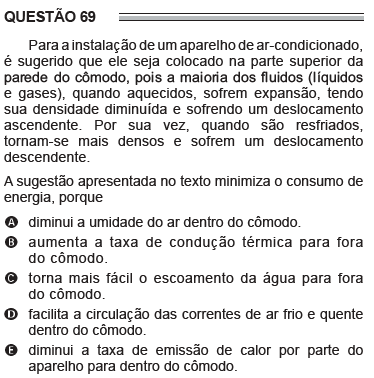 QUESTÃO 69
Para a instalação de um aparelho de ar-condicionado,
é sugerido que ele seja colocado na parte superior da
parede do cômodo, pois a maioria dos fluidos (líquidos
e gases), quando aquecidos, sofrem expansão, tendo
sua densidade diminuída e sofrendo um deslocamento
ascendente. Por sua vez, quando são resfriados,
tornam-se mais densos e sofrem um deslocamento
descendente.
A sugestão apresentada no texto minimiza o consumo de
energia, porque
A diminui a umidade do ar dentro do cômodo.
B aumenta a taxa de condução térmica para fora
do cômodo.
C torna mais fácil o escoamento da água para fora
do cômodo.
D facilita a circulação das correntes de ar frio e quente
dentro do cômodo.
E diminui a taxa de emissão de calor por parte do
aparelho para dentro do cômodo.